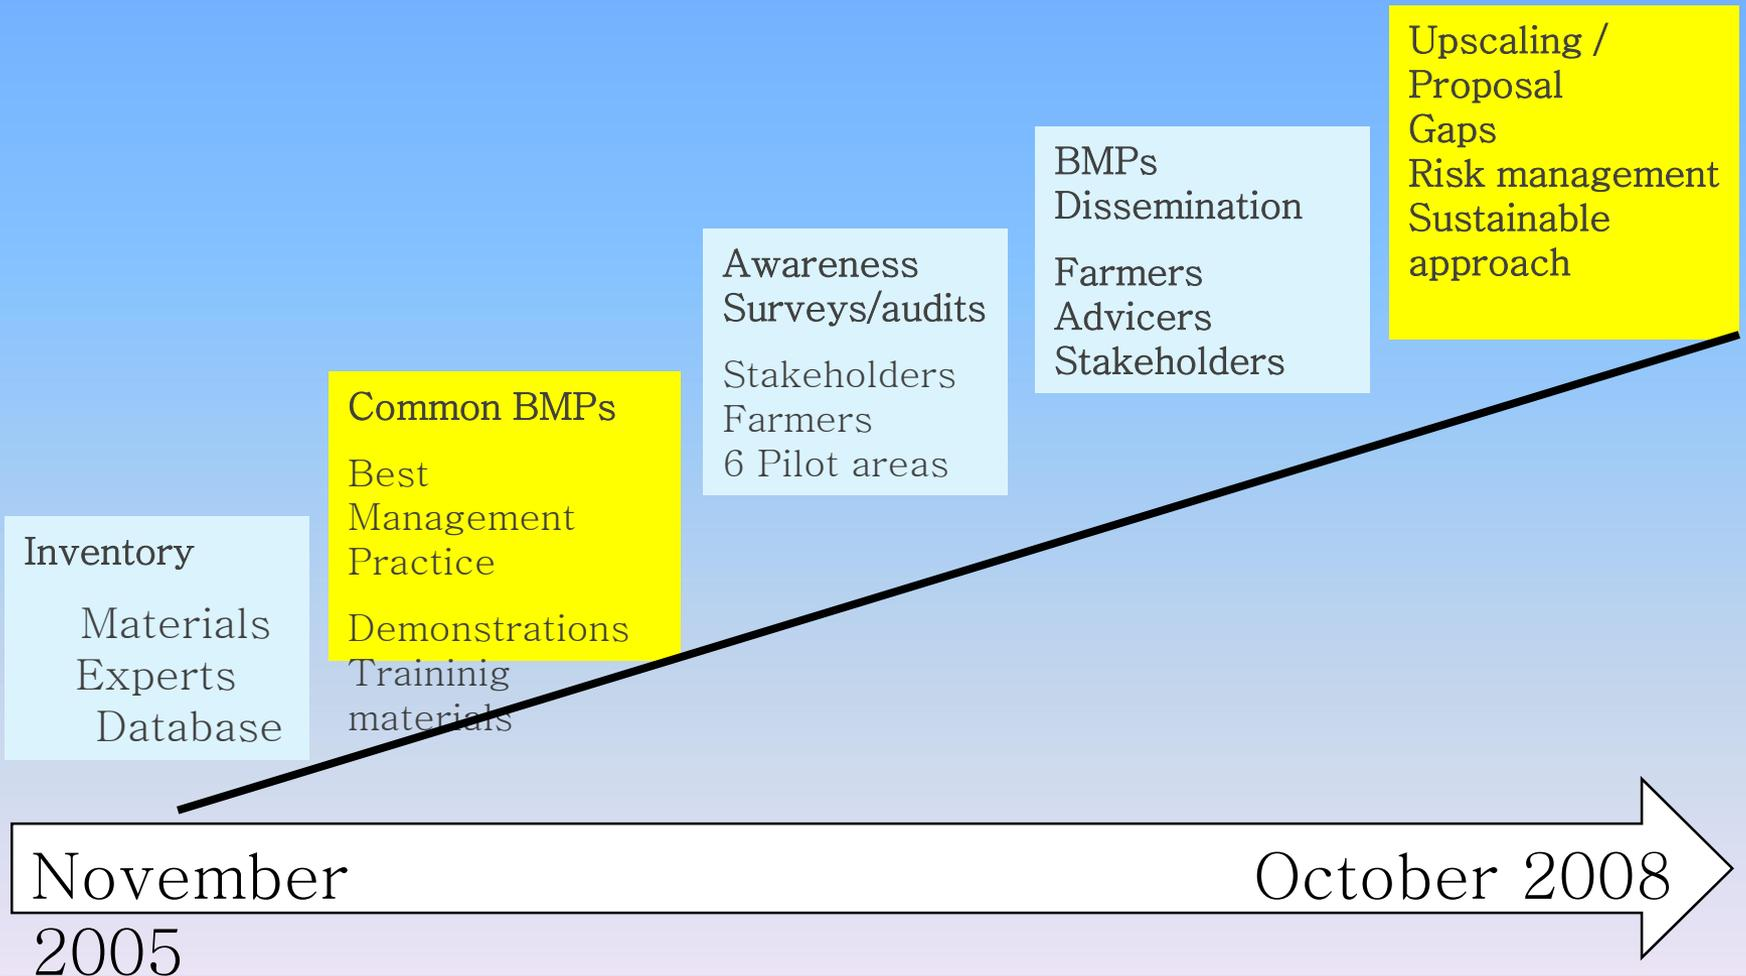 Inventory
Materials
Experts
Database
Common BMPs
Best
Management
Practice
Demonstrations
Traininig
materials
Awareness
Surveys/audits
Stakeholders
Farmers
6 Pilot areas
BMPs
Dissemination
Farmers
Advicers
Stakeholders
Upscaling /
Proposal
Gaps
Risk management
Sustainable
approach
November
2005
October 2008